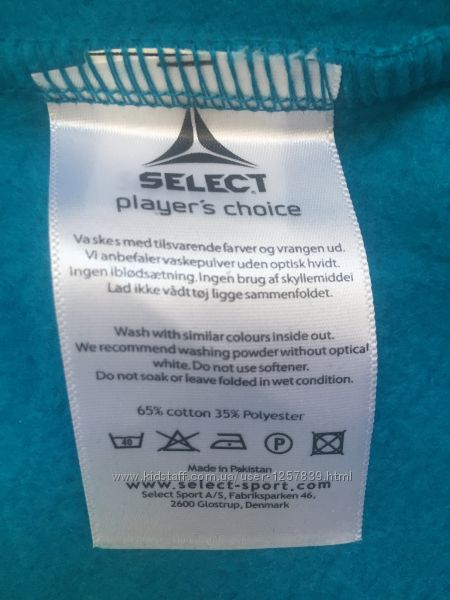 SELECT
player's choice
Vaskes med tilsvarende farver og vrangen ud.
Vi anbefaler vaskepulver uden optisk hvidt.
Ingen iblødsætning. Ingen brug af skyllemiddel
Lad ikke vådt tøj ligge sammenfoldet.
Wash with similar colours inside out.
We recommend washing powder without optical
white. Do not use softener.
Do not soak or leave folded in wet condition.
65% cotton 35% Polyester
40 P
Made in Pakistan
www.kidstaff.com.ua/user-1257839.html
www.select-sport.com
Select Sport A/S, Fabriksparken 46,
2600 Glostrup, Denmark